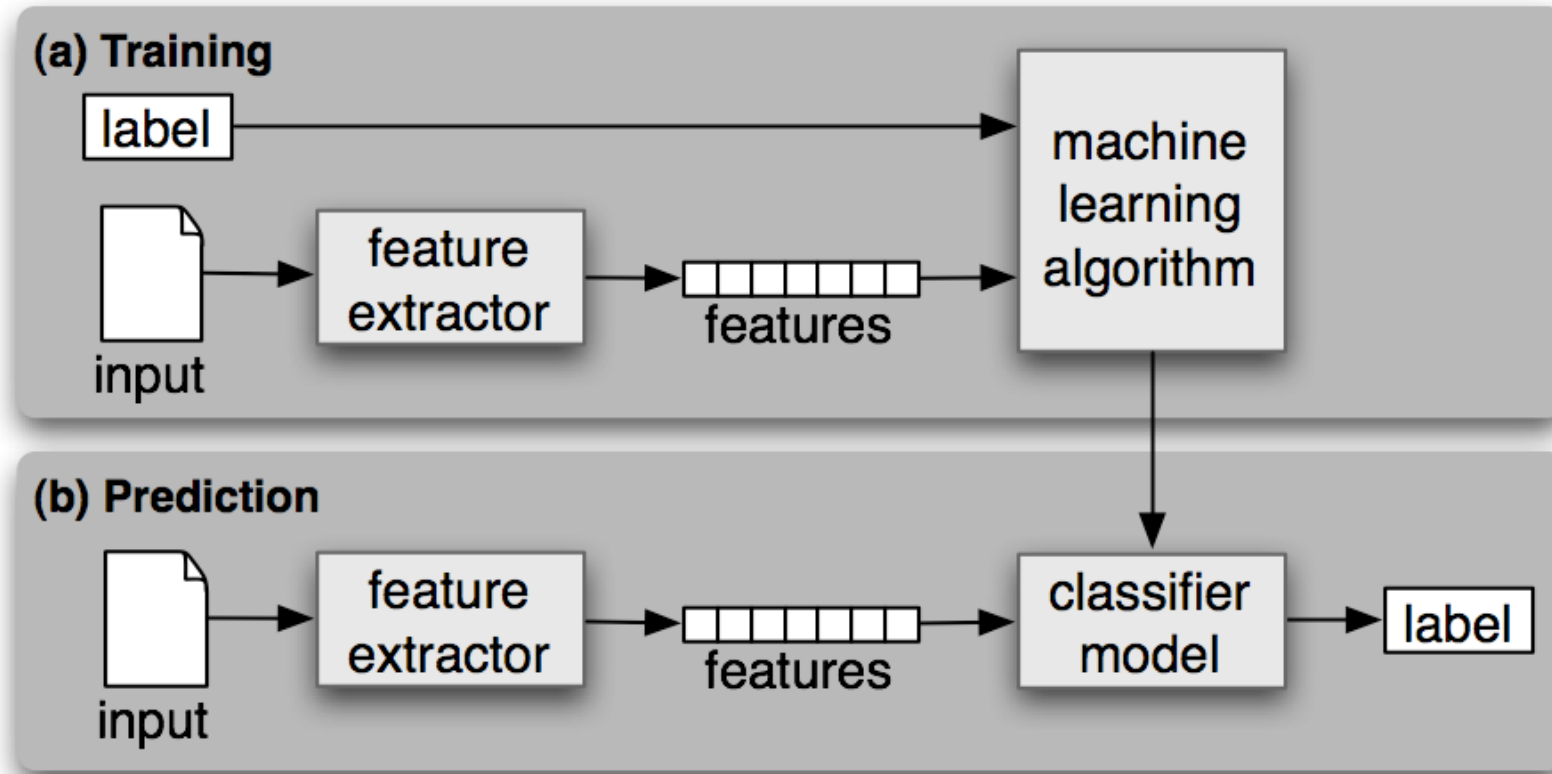 (a) Training
label
machine
learning
algorithm
feature
extractor
features
input
(b) Prediction
feature
extractor
features
classifier
model
label
input